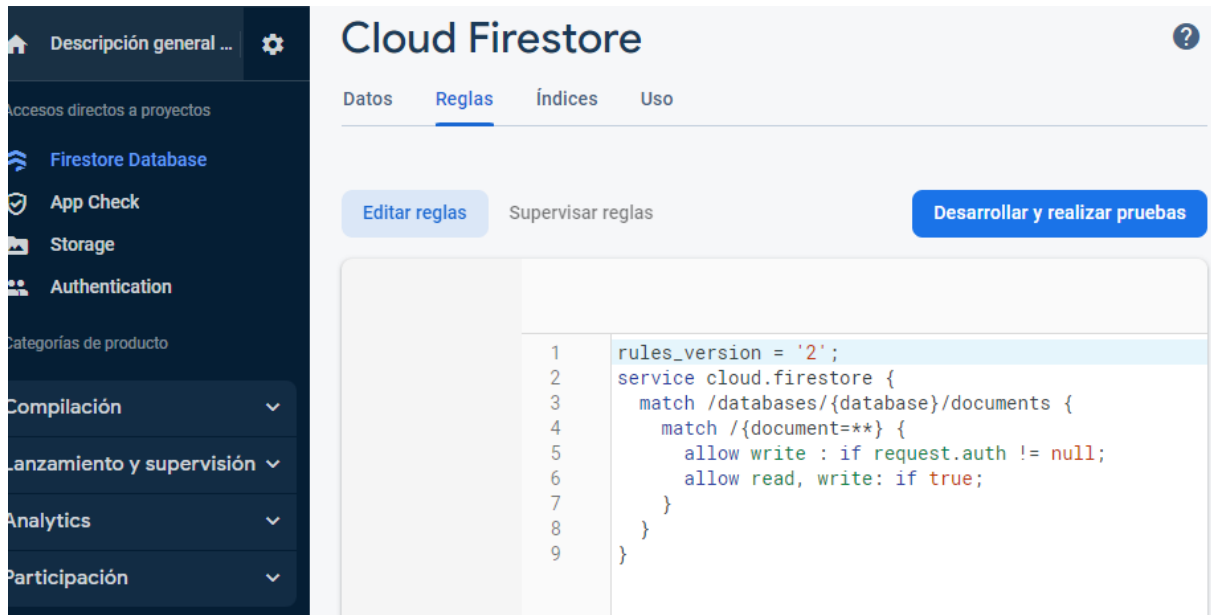 Descripción general ...
Cloud Firestore
?
Accesos directos a proyectos
Datos Reglas Índices Uso
Firestore Database
App Check
Storage
Authentication
Editar reglas Supervisar reglas Desarrollar y realizar pruebas
Categorías de producto
Compilación
Lanzamiento y supervisión
Analytics
Participación
1 rules_version = '2';
2 service cloud.firestore {
3 match /databases/{database}/documents {
4 match /{document=**} {
5 allow write : if request.auth != null;
6 allow read, write: if true;
7 }
8 }
9 }